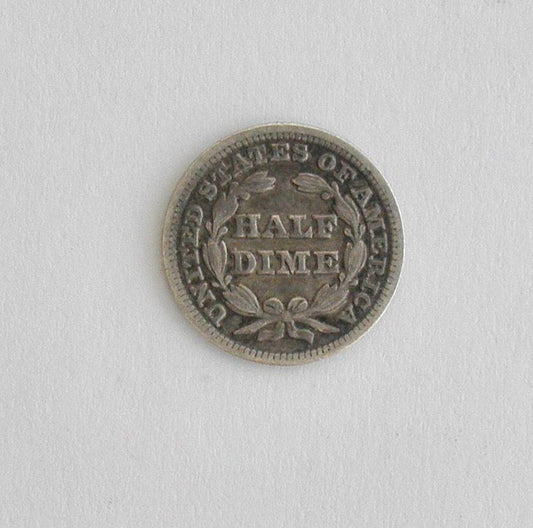 UNITED STATES OF AMERICA
HALF
DIME